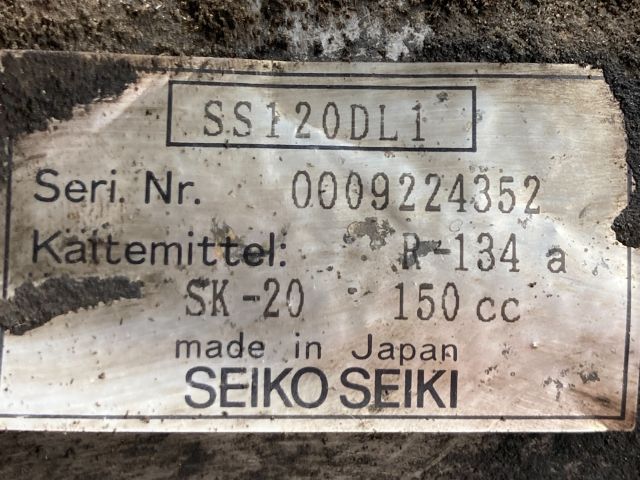 SS120DL1
Seri. Nr. 0009224352
Kältemittel: R-134 a
SK-20 150 cc
made in Japan
SEIKO SEIKI